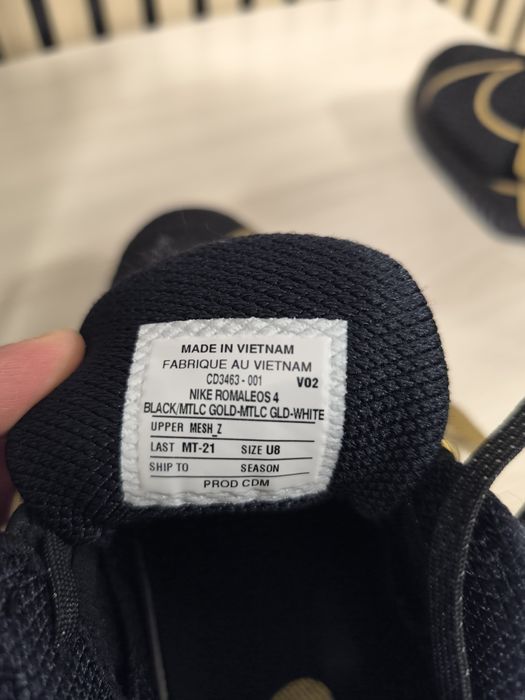 MADE IN VIETNAM
FABRIQUE AU VIETNAM
CD3463 - 001 V02
NIKE ROMALEOS 4
BLACK/MTLC GOLD-MTLC GLD-WHITE
UPPER MESH_Z
LAST MT-21 SIZE U8
SHIP TO SEASON
PROD CDM